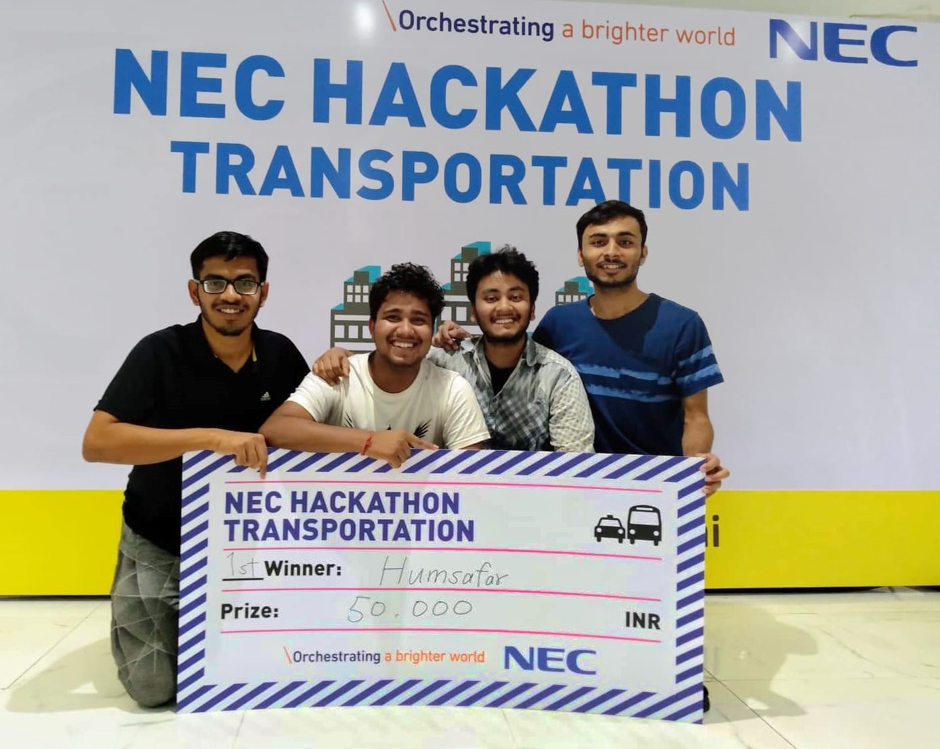 \Orchestrating a brighter world
NEC
NEC HACKATHON
TRANSPORTATION
NEC HACKATHON
TRANSPORTATION
1st Winner: Humsafar
Prize: 50.000 INR
\Orchestrating a brighter world NEC